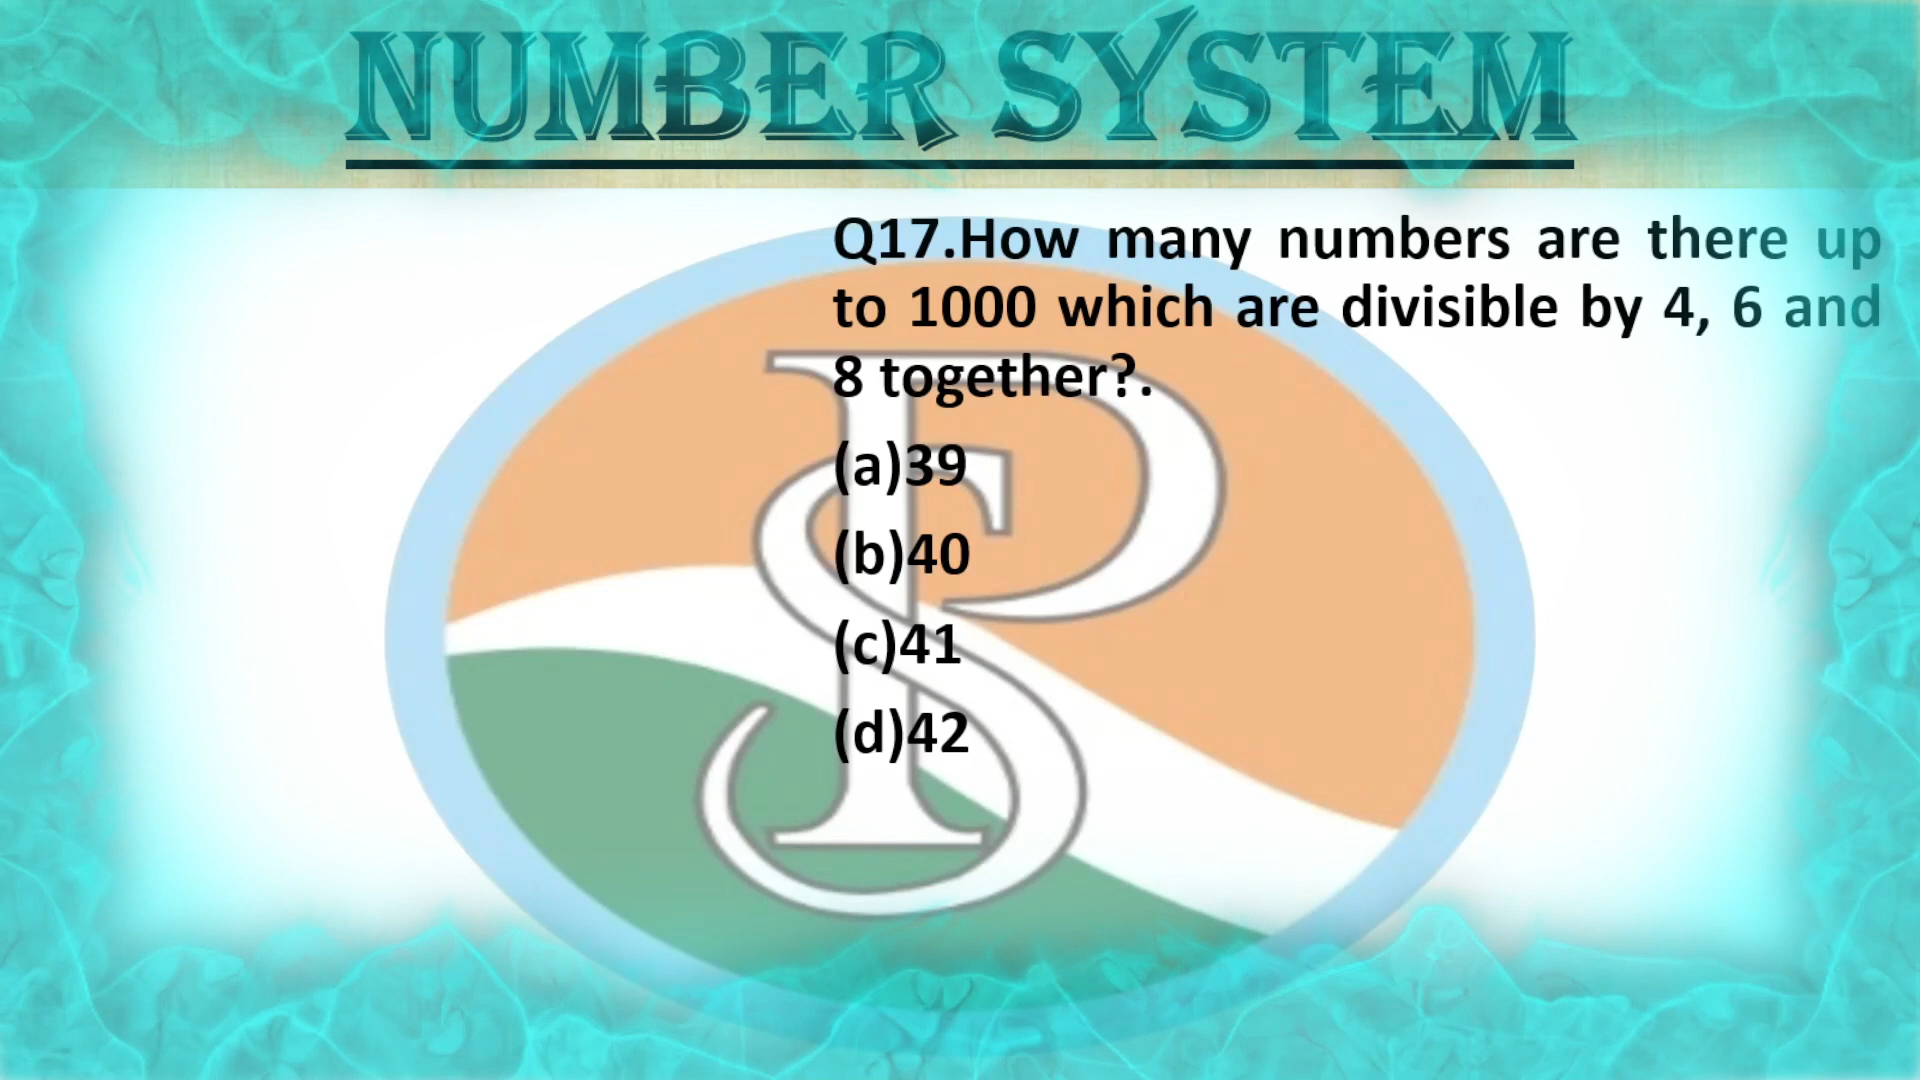 NUMBER SYSTEM
Q17.How many numbers are there up
to 1000 which are divisible by 4, 6 and
8 together?.
(a)39
(b)40
(c)41
(d)42